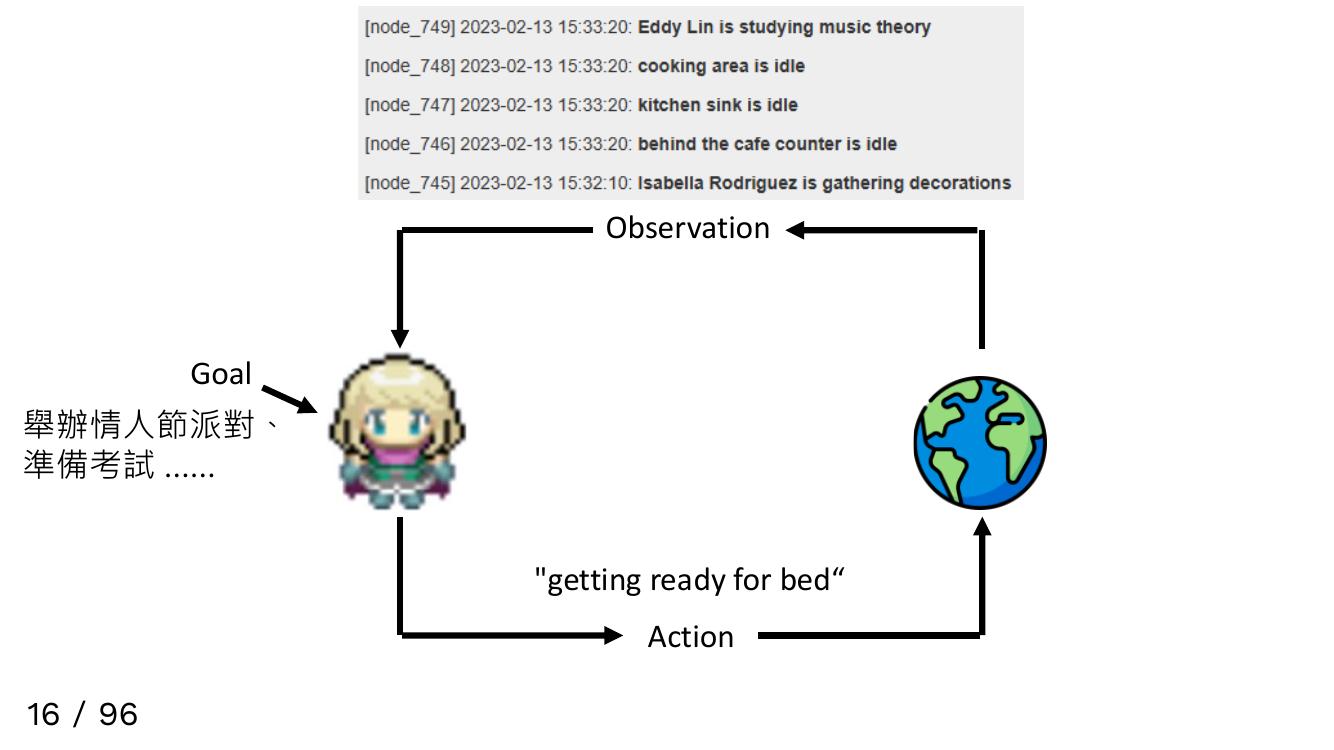 [node_749] 2023-02-13 15:33:20: Eddy Lin is studying music theory
[node_748] 2023-02-13 15:33:20: cooking area is idle
[node_747] 2023-02-13 15:33:20: kitchen sink is idle
[node_746] 2023-02-13 15:33:20: behind the cafe counter is idle
[node_745] 2023-02-13 15:32:10: Isabella Rodriguez is gathering decorations
Observation
Goal
舉辦情人節派對、
準備考試 ......
"getting ready for bed“
Action
16 / 96